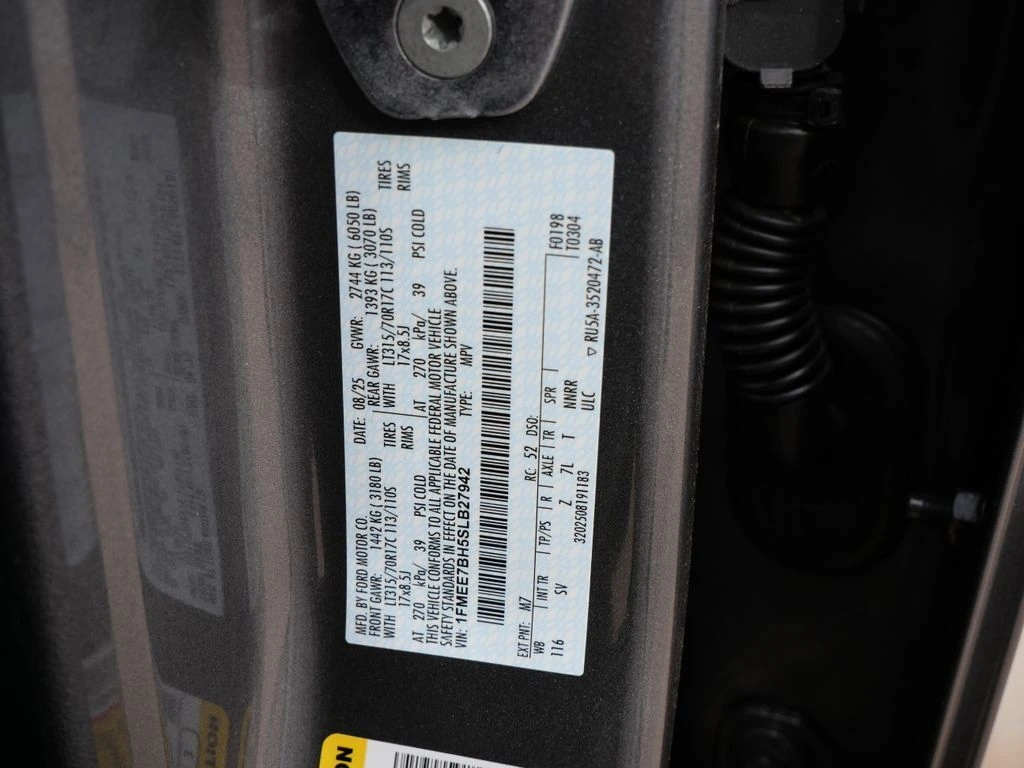 MFD. BY FORD MOTOR CO. DATE: 08/25 GVWR: 2744 KG ( 6050 LB)
FRONT GAWR: 1442 KG ( 3180 LB) REAR GAWR: 1393 KG ( 3070 LB)
WITH LT315/70R17C 113/110S TIRES WITH LT315/70R17C 113/110S TIRES
17x8.5J RIMS 17x8.5J RIMS
AT 270 kPa/ 39 PSI COLD AT 270 kPa/ 39 PSI COLD
THIS VEHICLE CONFORMS TO ALL APPLICABLE FEDERAL MOTOR VEHICLE
SAFETY STANDARDS IN EFFECT ON THE DATE OF MANUFACTURE SHOWN ABOVE.
VIN: 1FMEE7BH5SLB27942 TYPE: MPV
EXT PNT: M7 RC: 52 DSO: F0198
WB INT TR TP/PS R AXLE TR SPR T0304
116 SV Z 7L T NNRR
ULC
3202508191183 ▽ RU5A-3520472-AB
ON